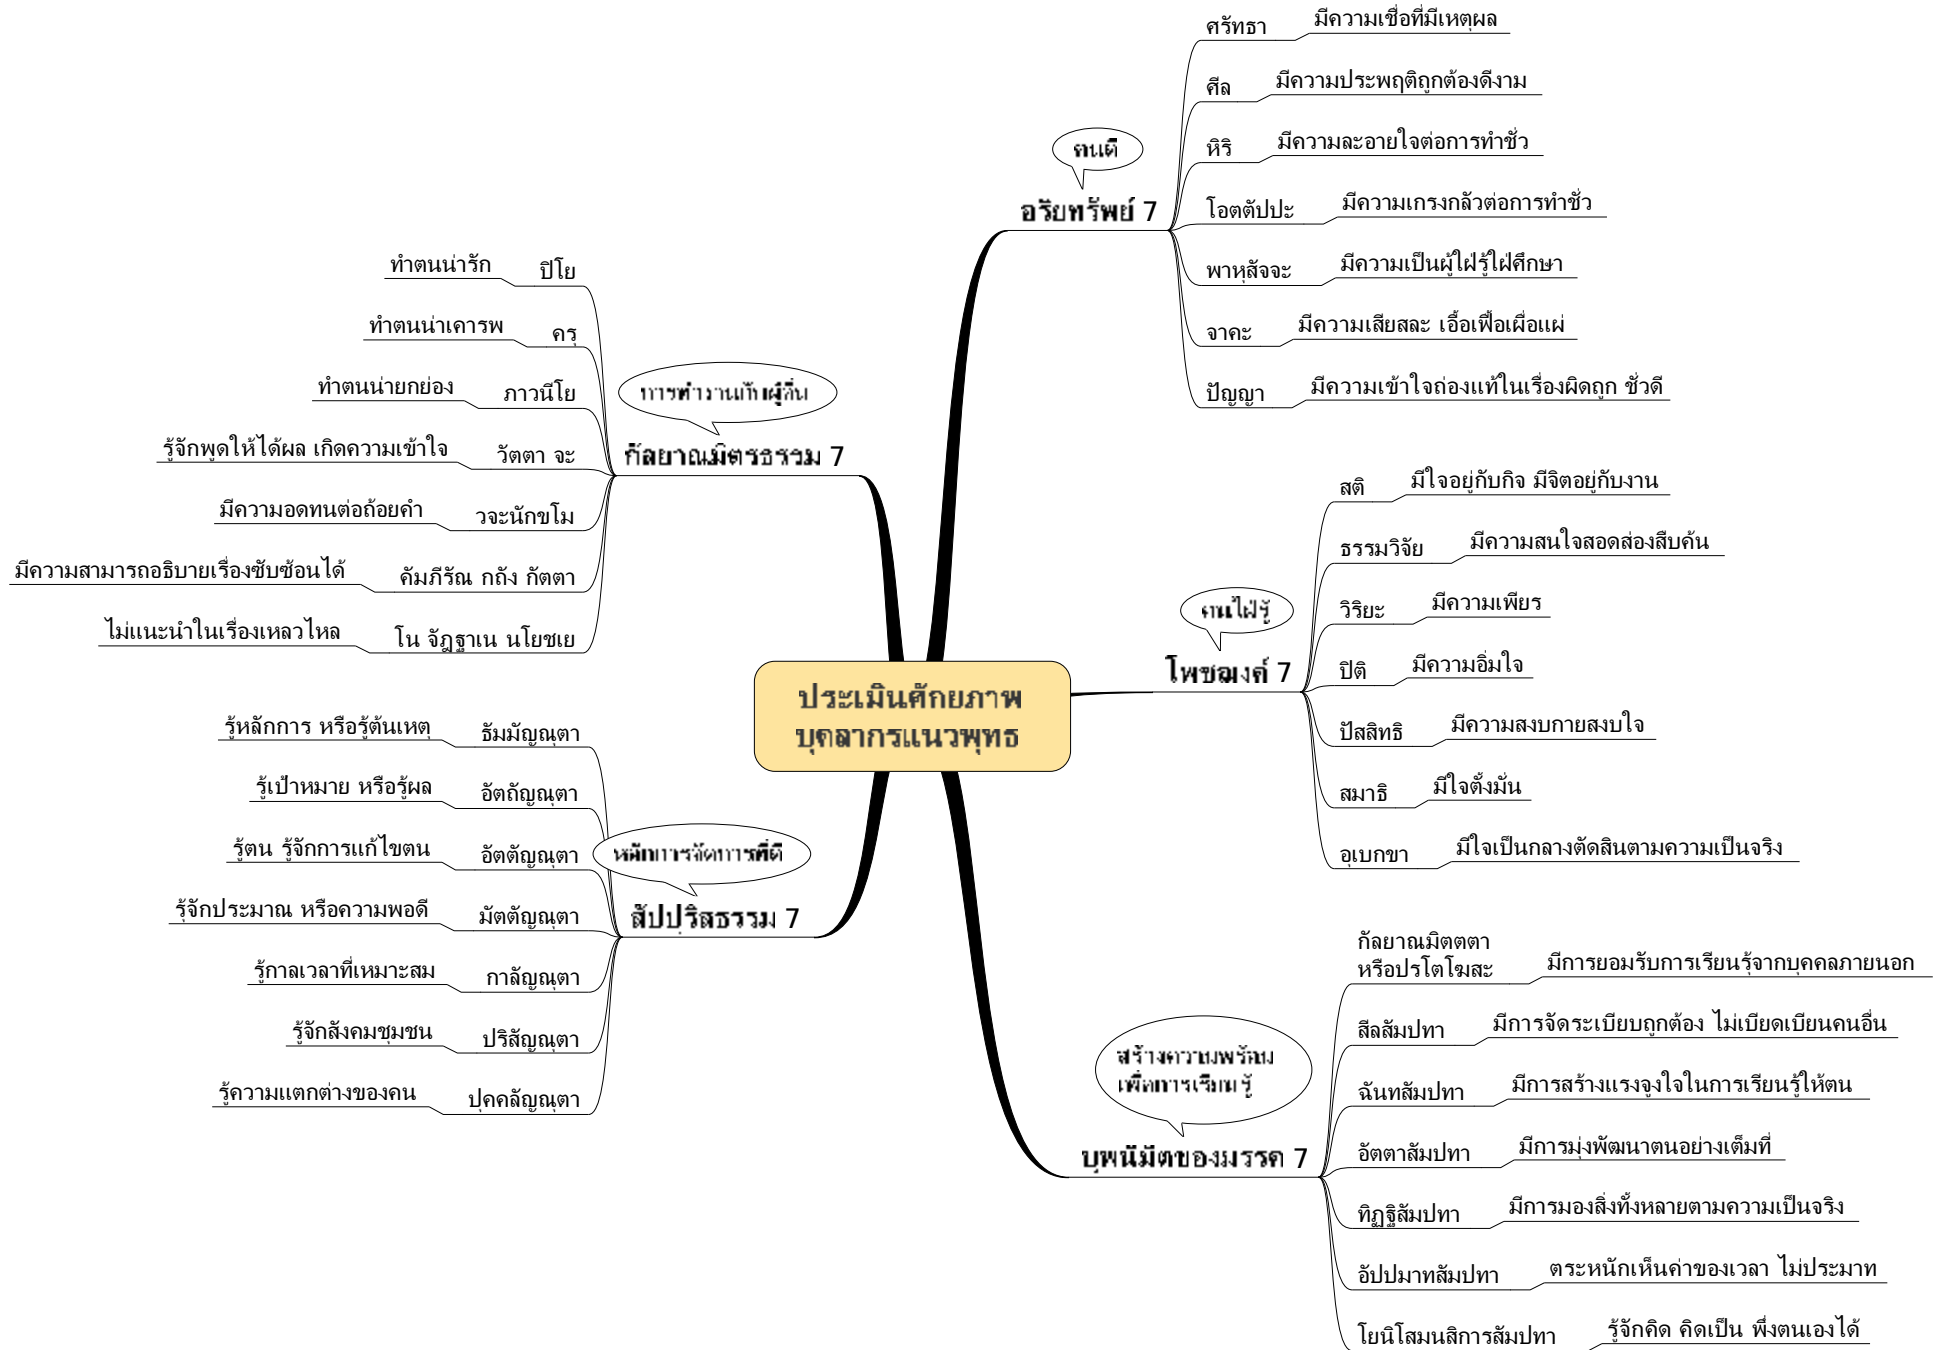 ประเมินศักยภาพ
บุคลากรแนวพุทธ
คนดี
อริยทรัพย์ 7
ศรัทธา มีความเชื่อที่มีเหตุผล
ศีล มีความประพฤติถูกต้องดีงาม
หิริ มีความละอายใจต่อการทำชั่ว
โอตตัปปะ มีความเกรงกลัวต่อการทำชั่ว
พาหุสัจจะ มีความเป็นผู้ใฝ่รู้ใฝ่ศึกษา
จาคะ มีความเสียสละ เอื้อเฟื้อเผื่อแผ่
ปัญญา มีความเข้าใจถ่องแท้ในเรื่องผิดถูก ชั่วดี
คนใฝ่รู้
โพชฌงค์ 7
สติ มีใจอยู่กับกิจ มีจิตอยู่กับงาน
ธรรมวิจัย มีความสนใจสอดส่องสืบค้น
วิริยะ มีความเพียร
ปิติ มีความอิ่มใจ
ปัสสิทธิ มีความสงบกายสงบใจ
สมาธิ มีใจตั้งมั่น
อุเบกขา มีใจเป็นกลางตัดสินตามความเป็นจริง
สร้างความพร้อม
เพื่อการเรียนรู้
บุพนิมิตของมรรค 7
กัลยาณมิตตตา
หรือปรโตโฆสะ มีการยอมรับการเรียนรู้จากบุคคลภายนอก
สีลสัมปทา มีการจัดระเบียบถูกต้อง ไม่เบียดเบียนคนอื่น
ฉันทสัมปทา มีการสร้างแรงจูงใจในการเรียนรู้ให้ตน
อัตตาสัมปทา มีการมุ่งพัฒนาตนอย่างเต็มที่
ทิฏฐิสัมปทา มีการมองสิ่งทั้งหลายตามความเป็นจริง
อัปปมาทสัมปทา ตระหนักเห็นค่าของเวลา ไม่ประมาท
โยนิโสมนสิการสัมปทา รู้จักคิด คิดเป็น พึ่งตนเองได้
การทำงานกับผู้อื่น
กัลยาณมิตรธรรม 7
ทำตนน่ารัก ปิโย
ทำตนน่าเคารพ ครุ
ทำตนน่ายกย่อง ภาวนีโย
รู้จักพูดให้ได้ผล เกิดความเข้าใจ วัตตา จะ
มีความอดทนต่อถ้อยคำ วจะนักขโม
มีความสามารถอธิบายเรื่องซับซ้อนได้ คัมภีรัณ กถัง กัตตา
ไม่แนะนำในเรื่องเหลวไหล โน จัฏฐาเน นโยชเย
หลักการจัดการที่ดี
สัปปุริสธรรม 7
รู้หลักการ หรือรู้ต้นเหตุ ธัมมัญณุตา
รู้เป้าหมาย หรือรู้ผล อัตถัญณุตา
รู้ตน รู้จักการแก้ไขตน อัตตัญณุตา
รุ้จักประมาณ หรือความพอดี มัตตัญณุตา
รู้กาลเวลาที่เหมาะสม กาลัญณุตา
รู้จักสังคมชุมชน ปริสัญณุตา
รู้ความแตกต่างของคน ปุคคลัญณุตา